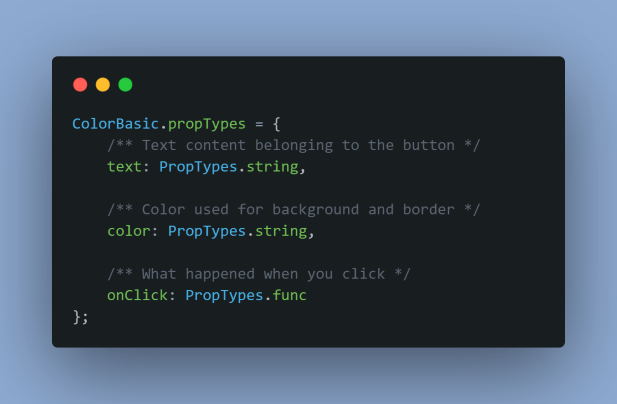 ColorBasic.propTypes = {
    /** Text content belonging to the button */
    text: PropTypes.string,
    /** Color used for background and border */
    color: PropTypes.string,
    /** What happened when you click */
    onClick: PropTypes.func
};